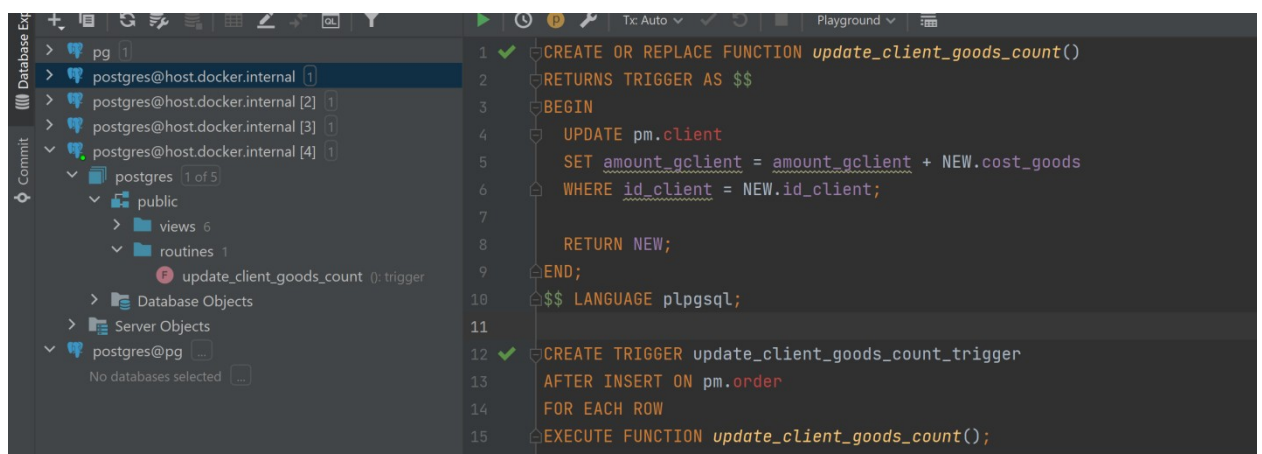 Tx: Auto Playground
Database Exp
Commit
pg 1
postgres@host.docker.internal 1
postgres@host.docker.internal [2] 1
postgres@host.docker.internal [3] 1
postgres@host.docker.internal [4] 1
postgres 1 of 5
public
views 6
routines 1
update_client_goods_count (): trigger
Database Objects
Server Objects
postgres@pg ...
No databases selected ...
1 CREATE OR REPLACE FUNCTION update_client_goods_count()
2 RETURNS TRIGGER AS $$
3 BEGIN
4 UPDATE pm.client
5 SET amount_gclient = amount_gclient + NEW.cost_goods
6 WHERE id_client = NEW.id_client;
7
8 RETURN NEW;
9 END;
10 $$ LANGUAGE plpgsql;
11
12 CREATE TRIGGER update_client_goods_count_trigger
13 AFTER INSERT ON pm.order
14 FOR EACH ROW
15 EXECUTE FUNCTION update_client_goods_count();